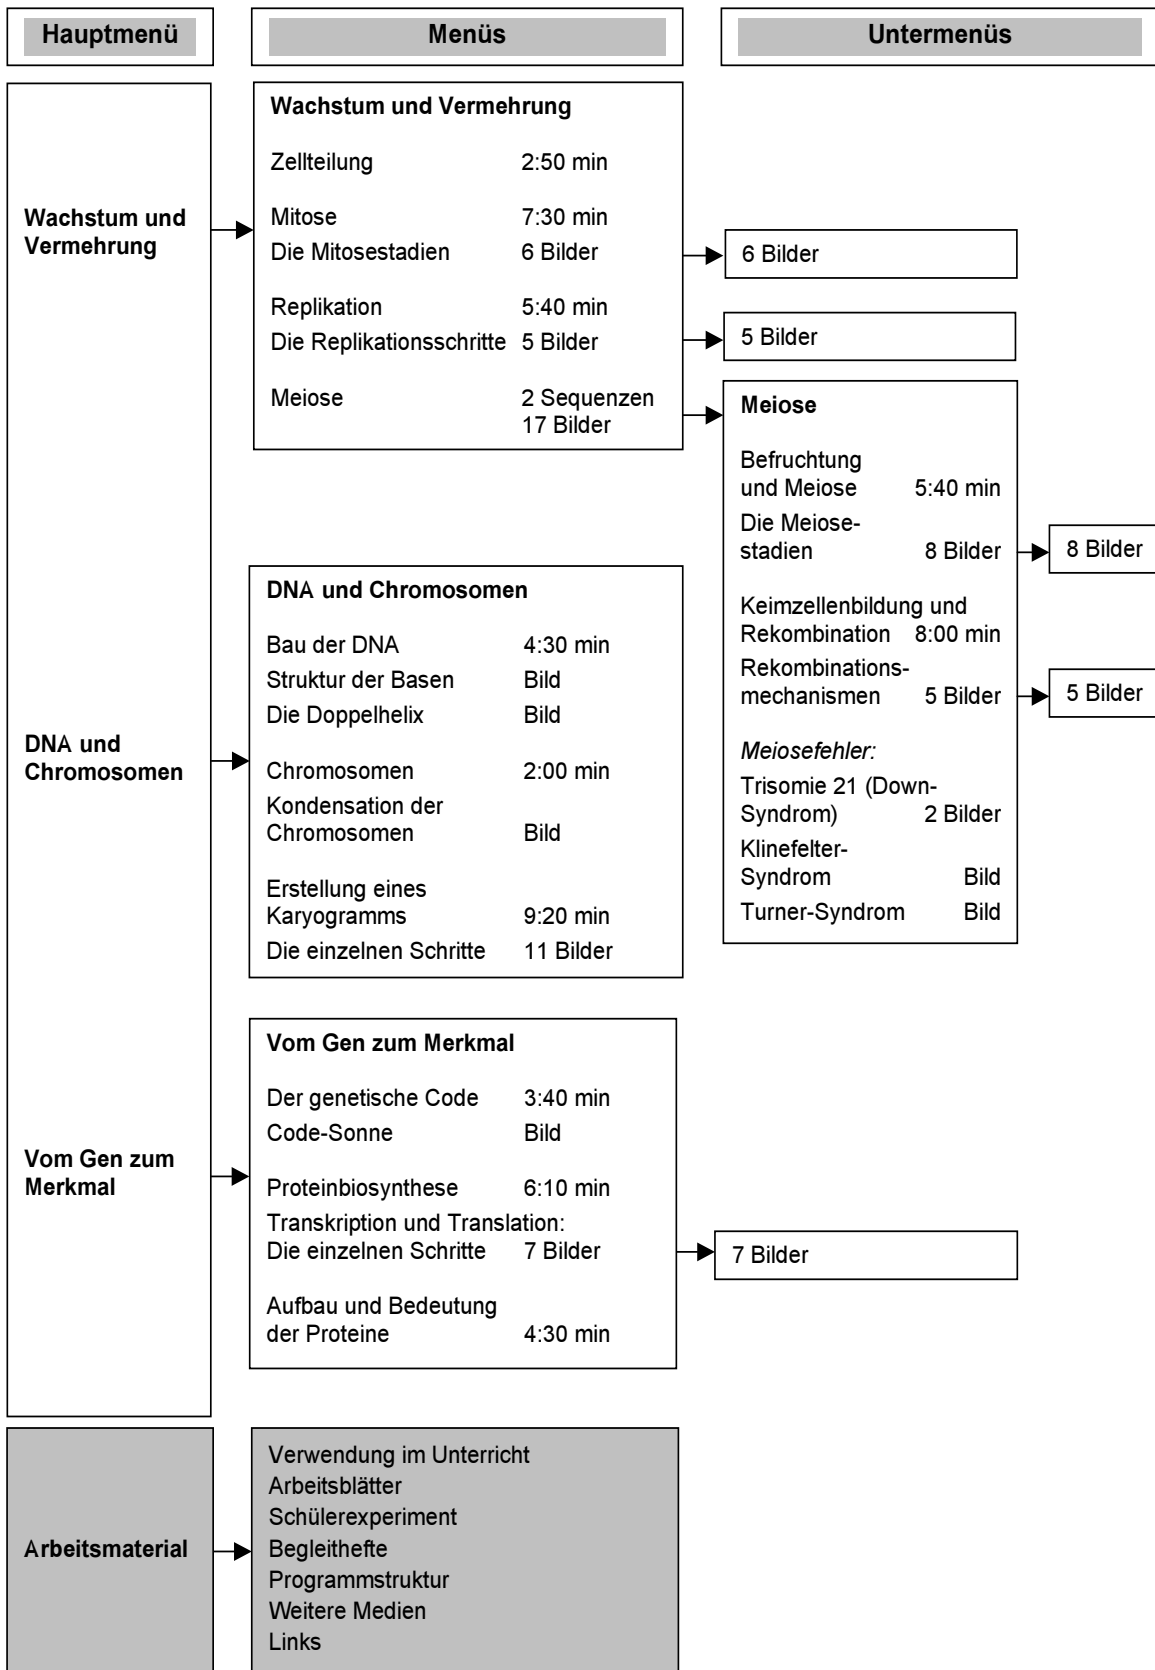 Hauptmenü
Menüs
Untermenüs
Wachstum und
Vermehrung
Wachstum und Vermehrung
Zellteilung 2:50 min
Mitose 7:30 min
Die Mitosestadien 6 Bilder
Replikation 5:40 min
Die Replikationsschritte 5 Bilder
Meiose 2 Sequenzen
17 Bilder
6 Bilder
5 Bilder
Meiose
Befruchtung
und Meiose 5:40 min
Die Meiose-
stadien 8 Bilder
Keimzellenbildung und
Rekombination 8:00 min
Rekombinations-
mechanismen 5 Bilder
Meiosefehler:
Trisomie 21 (Down-
Syndrom) 2 Bilder
Klinefelter-
Syndrom Bild
Turner-Syndrom Bild
8 Bilder
5 Bilder
DNA und
Chromosomen
DNA und Chromosomen
Bau der DNA 4:30 min
Struktur der Basen Bild
Die Doppelhelix Bild
Chromosomen 2:00 min
Kondensation der
Chromosomen Bild
Erstellung eines
Karyogramms 9:20 min
Die einzelnen Schritte 11 Bilder
Vom Gen zum
Merkmal
Vom Gen zum Merkmal
Der genetische Code 3:40 min
Code-Sonne Bild
Proteinbiosynthese 6:10 min
Transkription und Translation:
Die einzelnen Schritte 7 Bilder
Aufbau und Bedeutung
der Proteine 4:30 min
7 Bilder
Arbeitsmaterial
Verwendung im Unterricht
Arbeitsblätter
Schülerexperiment
Begleithefte
Programmstruktur
Weitere Medien
Links